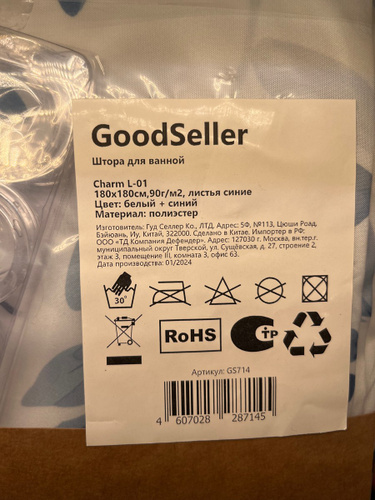 GoodSeller
Штора для ванной
Charm L-01
180х180см,90г/м2, листья синие
Цвет: белый + синий
Материал: полиэстер
Изготовитель: Гуд Селлер Ко., ЛТД. Адрес: 5Ф, №113, Цюши Роад,
Бэйюань, Иу, Китай, 322000. Сделано в Китае. Импортер в РФ:
ООО «ТД Компания Дефендер». Адрес: 127030 г. Москва, вн.тер.г.
муниципальный округ Тверской, ул. Сущёвская, д. 27, строение 2,
этаж 3, помещение III, комната 3, офис 63.
Дата производства: 01/2024
30°
RoHS
СТР
Артикул: GS714
4 607028 287145